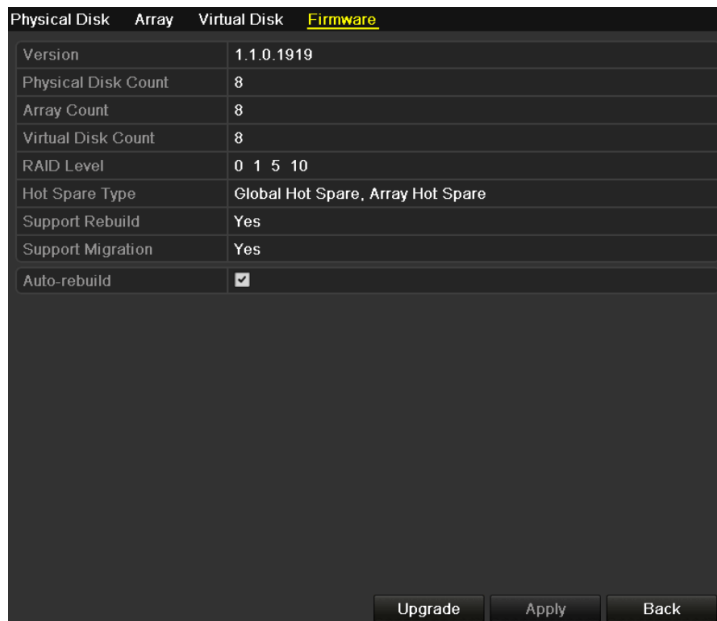 Physical Disk Array Virtual Disk Firmware
Version 1.1.0.1919
Physical Disk Count 8
Array Count 8
Virtual Disk Count 8
RAID Level 0 1 5 10
Hot Spare Type Global Hot Spare, Array Hot Spare
Support Rebuild Yes
Support Migration Yes
Auto-rebuild
Upgrade Apply Back